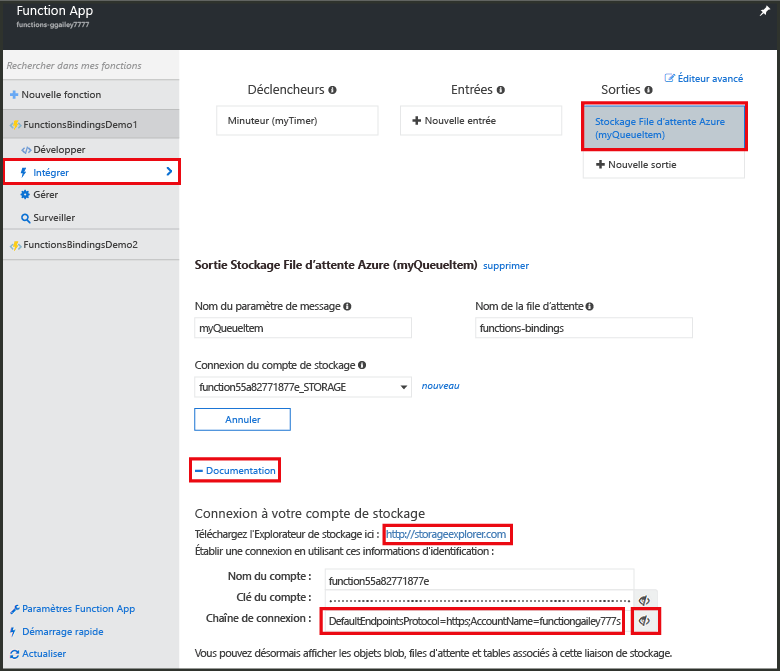 Function App
functions-ggailey7777
Rechercher dans mes fonctions
Nouvelle fonction
FunctionsBindingsDemo1
Développer
Intégrer
Gérer
Surveiller
FunctionsBindingsDemo2
Paramètres Function App
Démarrage rapide
Actualiser
Éditeur avancé
Déclencheurs
Entrées
Sorties
Minuteur (myTimer)
Nouvelle entrée
Stockage File d'attente Azure
(myQueueItem)
Nouvelle sortie
Sortie Stockage File d'attente Azure (myQueueItem) supprimer
Nom du paramètre de message
Nom de la file d'attente
myQueueItem
functions-bindings
Connexion du compte de stockage
function55a82771877e_STORAGE
nouveau
Annuler
Documentation
Connexion à votre compte de stockage
Téléchargez l'Explorateur de stockage ici : http://storageexplorer.com
Établir une connexion en utilisant ces informations d'identification :
Nom du compte : function55a82771877e
Clé du compte :
Chaîne de connexion : DefaultEndpointsProtocol=https;AccountName=functiongailey777s
Vous pouvez désormais afficher les objets blob, files d'attente et tables associés à cette liaison de stockage.